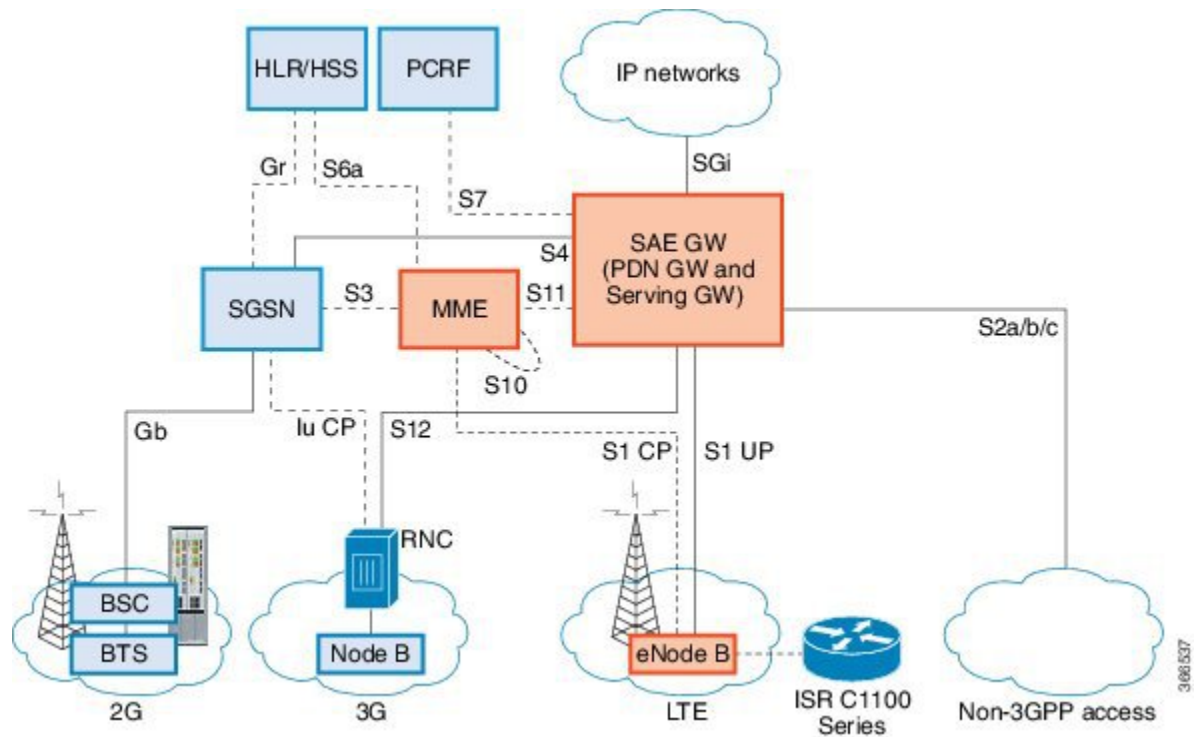 HLR/HSS
PCRF
IP networks
Gr
S6a
S7
SGi
S4
SAE GW
(PDN GW and
Serving GW)
SGSN
S3
MME
S11
S10
S2a/b/c
Gb
Iu CP
S12
S1 CP
S1 UP
RNC
BSC
BTS
Node B
eNode B
2G
3G
LTE
ISR C1100
Series
Non-3GPP access
366537